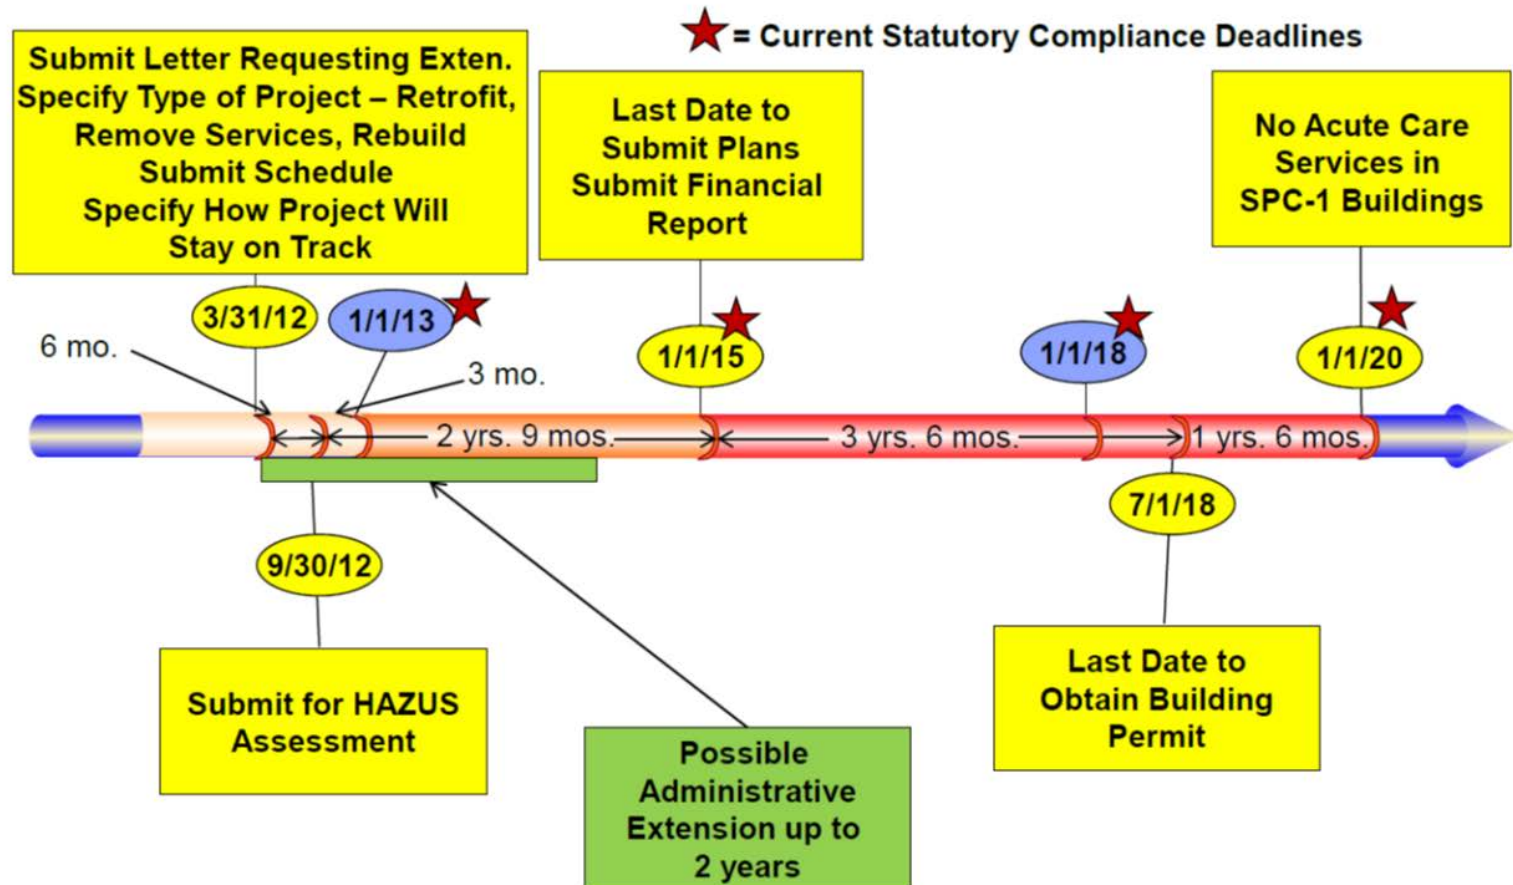 = Current Statutory Compliance Deadlines
Submit Letter Requesting Exten.
Specify Type of Project – Retrofit,
Remove Services, Rebuild
Submit Schedule
Specify How Project Will
Stay on Track
Last Date to
Submit Plans
Submit Financial
Report
No Acute Care
Services in
SPC-1 Buildings
3/31/12
1/1/13
1/1/15
1/1/18
1/1/20
6 mo.
3 mo.
2 yrs. 9 mos.
3 yrs. 6 mos.
1 yrs. 6 mos.
9/30/12
7/1/18
Submit for HAZUS
Assessment
Possible
Administrative
Extension up to
2 years
Last Date to
Obtain Building
Permit